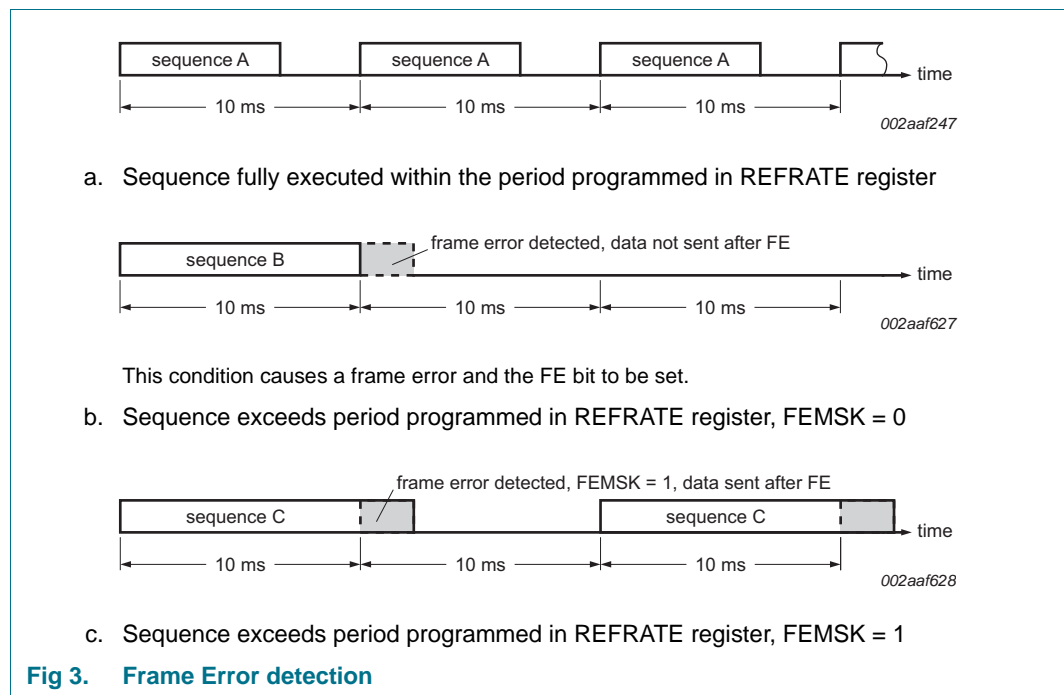 sequence A sequence A sequence A
time
10 ms 10 ms 10 ms
002aaf247
a. Sequence fully executed within the period programmed in REFRATE register
frame error detected, data not sent after FE
sequence B
time
10 ms 10 ms 10 ms
002aaf627
This condition causes a frame error and the FE bit to be set.
b. Sequence exceeds period programmed in REFRATE register, FEMSK = 0
frame error detected, FEMSK = 1, data sent after FE
sequence C sequence C
time
10 ms 10 ms 10 ms
002aaf628
c. Sequence exceeds period programmed in REFRATE register, FEMSK = 1
Fig 3. Frame Error detection